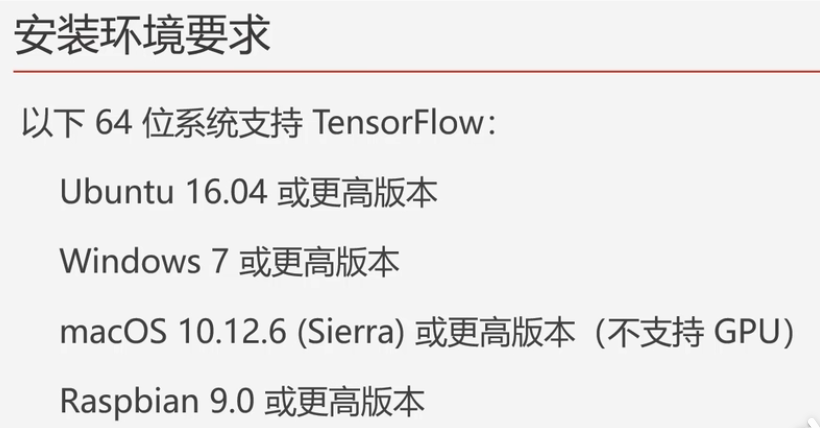 安装环境要求
以下 64 位系统支持 TensorFlow：
Ubuntu 16.04 或更高版本
Windows 7 或更高版本
macOS 10.12.6 (Sierra) 或更高版本（不支持 GPU）
Raspbian 9.0 或更高版本